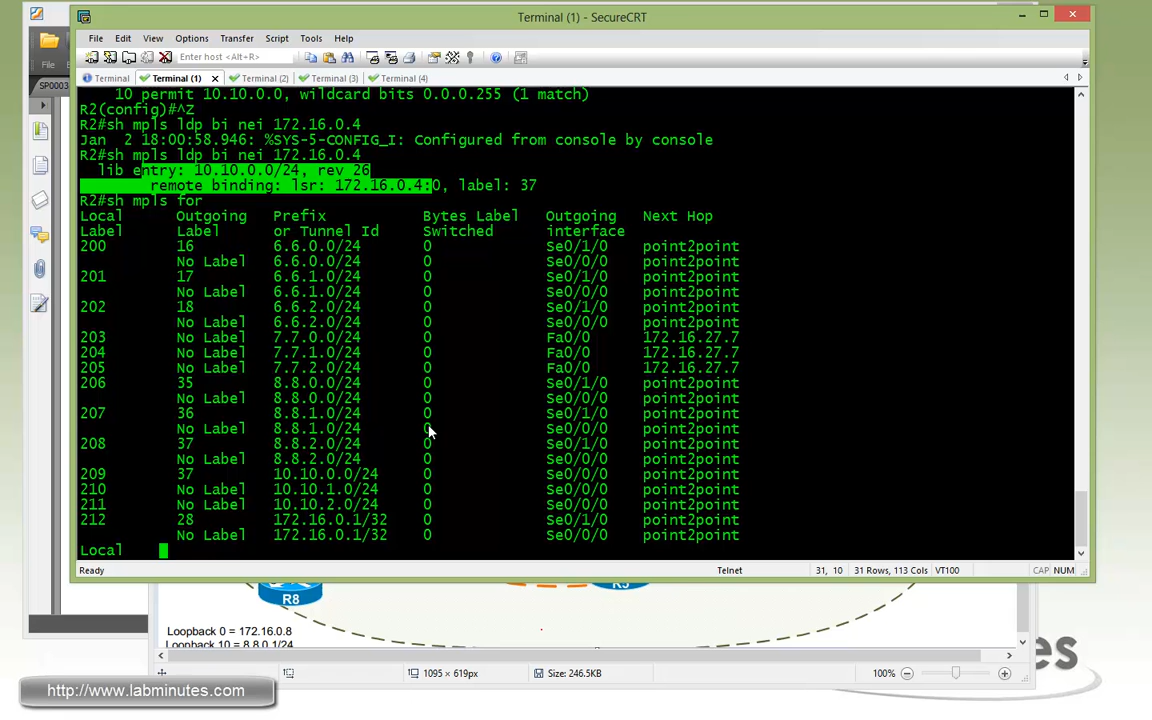 Terminal (1) - SecureCRT
File Edit View Options Transfer Script Tools Help
Enter host <Alt+R>
File
SP0003
Terminal Terminal (1) Terminal (2) Terminal (3) Terminal (4)
10 permit 10.10.0.0, wildcard bits 0.0.0.255 (1 match)
R2(config)#^Z
R2#sh mpls ldp bi nei 172.16.0.4
Jan 2 18:00:58.946: %SYS-5-CONFIG_I: Configured from console by console
R2#sh mpls ldp bi nei 172.16.0.4
lib entry: 10.10.0.0/24, rev 26
remote binding: lsr: 172.16.0.4:0, label: 37
R2#sh mpls for
Local Outgoing Prefix Bytes Label Outgoing Next Hop
Label Label or Tunnel Id Switched interface
200 16 6.6.0.0/24 0 Se0/1/0 point2point
No Label 6.6.0.0/24 0 Se0/0/0 point2point
201 17 6.6.1.0/24 0 Se0/1/0 point2point
No Label 6.6.1.0/24 0 Se0/0/0 point2point
202 18 6.6.2.0/24 0 Se0/1/0 point2point
No Label 6.6.2.0/24 0 Se0/0/0 point2point
203 No Label 7.7.0.0/24 0 Fa0/0 172.16.27.7
204 No Label 7.7.1.0/24 0 Fa0/0 172.16.27.7
205 No Label 7.7.2.0/24 0 Fa0/0 172.16.27.7
206 35 8.8.0.0/24 0 Se0/1/0 point2point
No Label 8.8.0.0/24 0 Se0/0/0 point2point
207 36 8.8.1.0/24 0 Se0/1/0 point2point
No Label 8.8.1.0/24 0 Se0/0/0 point2point
208 37 8.8.2.0/24 0 Se0/1/0 point2point
No Label 8.8.2.0/24 0 Se0/0/0 point2point
209 37 10.10.0.0/24 0 Se0/0/0 point2point
210 No Label 10.10.1.0/24 0 Se0/0/0 point2point
211 No Label 10.10.2.0/24 0 Se0/0/0 point2point
212 28 172.16.0.1/32 0 Se0/1/0 point2point
No Label 172.16.0.1/32 0 Se0/0/0 point2point
Local
Ready Telnet 31, 10 31 Rows, 113 Cols VT100 CAP NUM
R8
Loopback 0 = 172.16.0.8
Loopback 10 = 8.8.0.1/24
1095 × 619px Size: 246.5KB 100%
http://www.labminutes.com